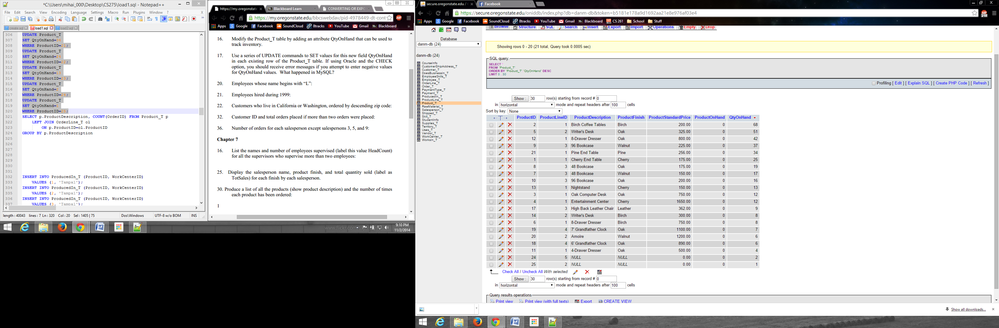 *C:\Users\mihai_000\Desktop\CS275\load1.sql - Notepad++
File Edit Search View Encoding Language Settings Macro Run Plugins Window ? X
create.sql load1.sql load2.sql
306 UPDATE Product_T
307 SET QtyOnHand=34
308 WHERE ProductID=21;
309 UPDATE Product_T
310 SET QtyOnHand=24
311 WHERE ProductID=22;
312 UPDATE Product_T
313 SET QtyOnHand=13
314 WHERE ProductID=23;
315 UPDATE Product_T
316 SET QtyOnHand=2
317 WHERE ProductID=24;
318 UPDATE Product_T
319 SET QtyOnHand=1
320 WHERE ProductID=25;
321 SELECT p.ProductDescription, COUNT(OrderID) FROM Product_T p
322 LEFT JOIN OrderLine_T ol
323 ON p.ProductID=ol.ProductID
324 GROUP BY p.ProductDescription
325
326
327
328
329
330
331
332 INSERT INTO ProducedIn_T (ProductID, WorkCenterID)
333 VALUES (1, 'Tampa1');
334 INSERT INTO ProducedIn_T (ProductID, WorkCenterID)
335 VALUES (2, 'Tampa1');
336 INSERT INTO ProducedIn_T (ProductID, WorkCenterID)
337 VALUES (3, 'Tampa1');
length : 40043 lines : 7 Ln : 320 Col : 20 Sel : 1405 | 75 Dos\Windows UTF-8 w/o BOM INS
https://my.oregonstate Blackboard Learn CONVERTING OR EXPO
https://my.oregonstate.edu/bbcswebdav/pid-4978449-dt-cont
Apps Google Facebook SoundCloud 8tracks YouTube Gmail Blackboard »
16. Modify the Product_T table by adding an attribute QtyOnHand that can be used to
track inventory.
17. Use a series of UPDATE commands to SET values for this new field QtyOnHand
in each existing row of the Product_T table. If using Oracle and the CHECK
option, you should receive error messages if you attempt to enter negative values
for QtyOnHand values. What happened in MySQL?
20. Employees whose name begins with “L”:
21. Employees hired during 1999:
22. Customers who live in California or Washington, ordered by descending zip code:
32. Customer ID and total orders placed if more than two orders were placed:
36. Number of orders for each salesperson except salespersons 3, 5, and 9:
Chapter 7
16. List the names and number of employees supervised (label this value HeadCount)
for all the supervisors who supervise more than two employees:
25. Display the salesperson name, product finish, and total quantity sold (label as
TotSales) for each finish by each salesperson.
30. Produce a list of all the products (show product description) and the number of times
each product has been ordered:
1
9:10 PM
11/2/2014
secure.oregonstate.edu / Facebook
https://secure.oregonstate.edu/oniddb/index.php?db=danm-db&token=b5181e178a9d1692aa21e8e976af03e4
ABP 215
Apps Google Facebook SoundCloud 8tracks YouTube Gmail Blackboard CS 261 School Stuff
Browse Structure SQL Search Insert Export Import Operations Empty Drop
Database
danm-db (24)
danm-db (24)
CourseInfo
CustomerShipAddress_T
Customer_T
DoesBusinessIn_T
EmployeeSkills_T
Employee_T
OrderLine_T
Order_T
PaymentType_T
Payment_T
ProducedIn_T
ProductLine_T
Product_T
RawMaterial_T
Salesperson_T
Shipped_T
Skill_T
StudentInfo
Supplies_T
Territory_T
Uses_T
Vendor_T
WorkCenter_T
WorksIn_T
Showing rows 0 - 20 (21 total, Query took 0.0005 sec)
SQL query:
SELECT *
FROM `Product_T`
ORDER BY `Product_T`.`QtyOnHand` DESC
LIMIT 0 , 30
Profiling [ Edit ] [ Explain SQL ] [ Create PHP Code ] [ Refresh ]
Show : 30 row(s) starting from record # 0
in horizontal mode and repeat headers after 100 cells
Sort by key: None
ProductID ProductLineID ProductDescription ProductFinish ProductStandardPrice ProductOnHand QtyOnHand
2 1 Birch Coffee Tables Birch 200.00 0 68
5 2 Writer's Desk Oak 325.00 0 51
12 1 8-Drawer Dresser Oak 800.00 0 42
9 3 96 Bookcase Walnut 225.00 0 37
21 1 Pine End Table Pine 256.00 0 34
1 1 Cherry End Table Cherry 175.00 0 25
8 3 48 Bookcase Oak 175.00 0 19
7 3 48 Bookcase Walnut 150.00 0 17
10 3 96 Bookcase Oak 200.00 0 16
13 1 Nightstand Cherry 150.00 0 13
3 1 Oak Computer Desk Oak 750.00 0 12
4 1 Entertainment Center Cherry 1650.00 0 12
17 3 High Back Leather Chair Leather 362.00 0 9
14 2 Writer's Desk Birch 300.00 0 8
6 1 8-Drawer Dresser Birch 750.00 0 8
19 4 7' Grandfather Clock Oak 1100.00 0 7
20 2 Amoire Walnut 1200.00 0 6
18 4 6' Grandfather Clock Oak 890.00 0 6
11 1 4-Drawer Dresser Oak 500.00 0 4
24 5 NULL NULL 0.00 0 2
25 2 NULL NULL 0.00 0 1
Check All / Uncheck All With selected:
Show : 30 row(s) starting from record # 0
in horizontal mode and repeat headers after 100 cells
Query results operations
Print view Print view (with full texts) Export CREATE VIEW
Show all downloads...